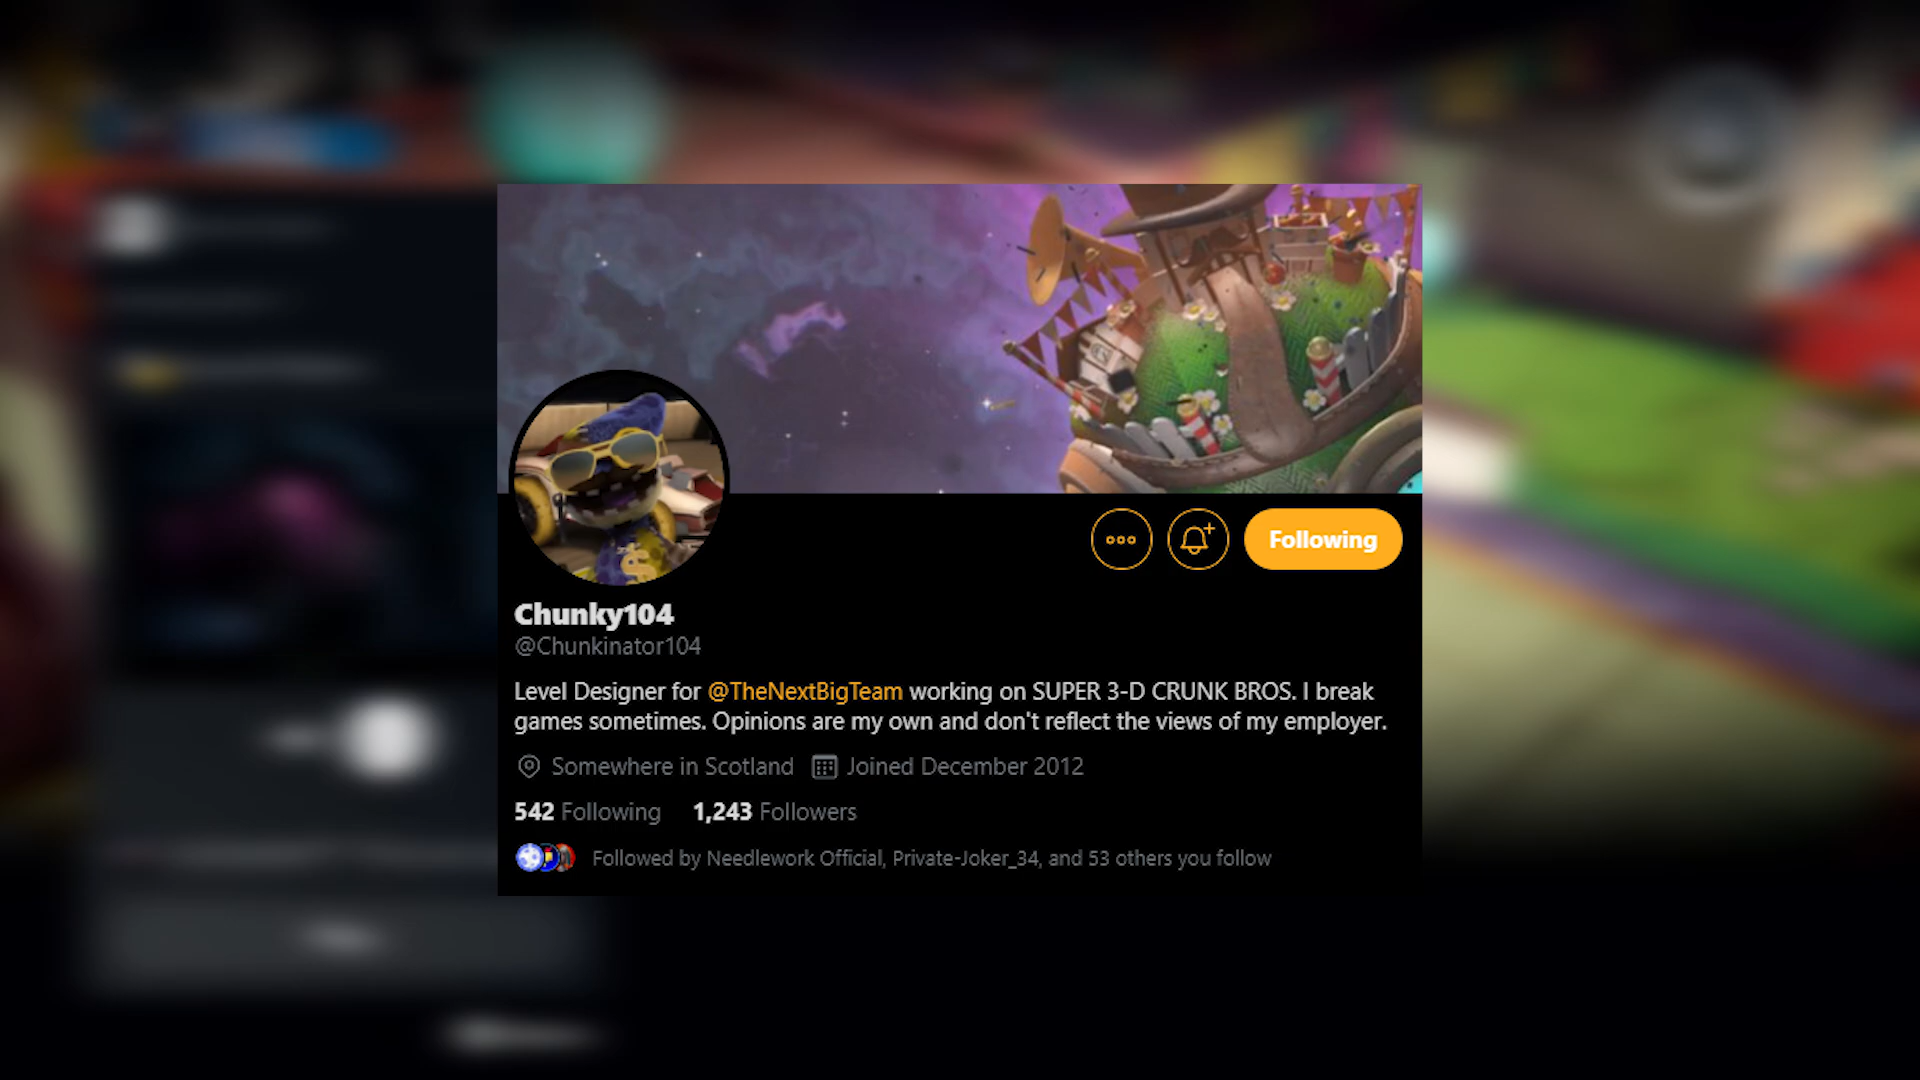 Following
Chunky104
@Chunkinator104
Level Designer for @TheNextBigTeam working on SUPER 3-D CRUNK BROS. I break
games sometimes. Opinions are my own and don't reflect the views of my employer.
Somewhere in Scotland Joined December 2012
542 Following 1,243 Followers
Followed by Needlework Official, Private-Joker_34, and 53 others you follow